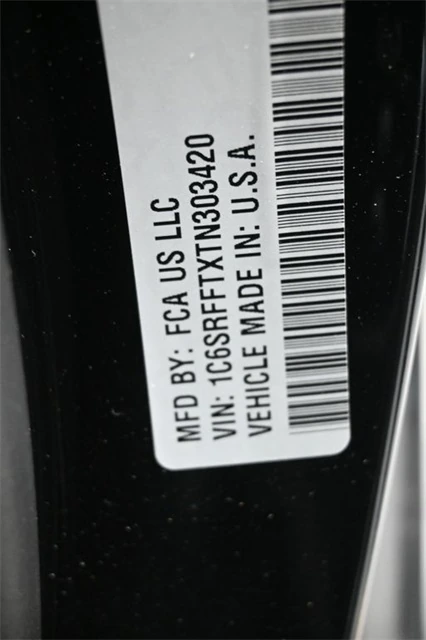 MFD BY: FCA US LLC
VIN: 1C6SRFFTXTN303420
VEHICLE MADE IN: U.S.A.